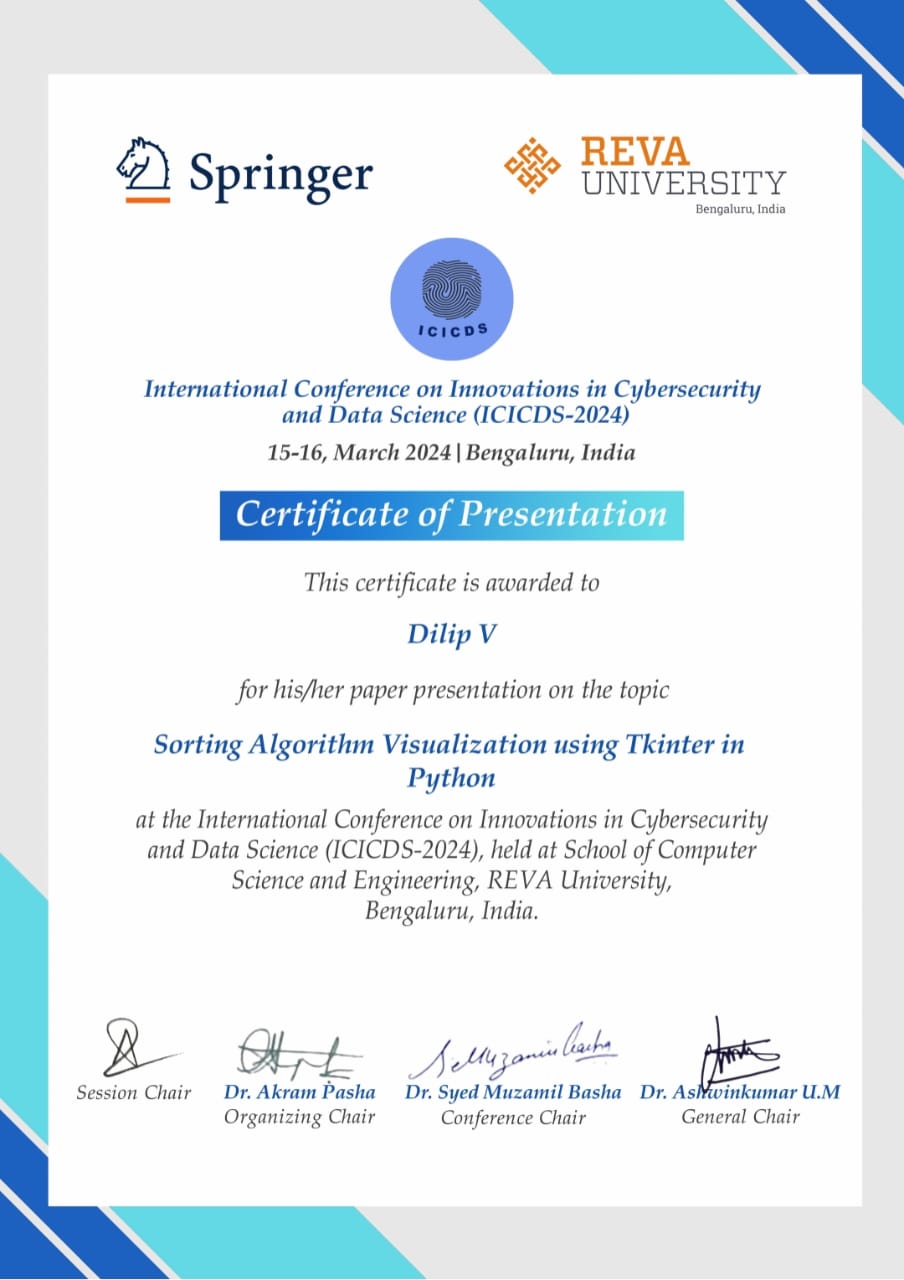 Springer
REVA
UNIVERSITY
Bengaluru, India
ICICDS
International Conference on Innovations in Cybersecurity
and Data Science (ICICDS-2024)
15-16, March 2024|Bengaluru, India
Certificate of Presentation
This certificate is awarded to
Dilip V
for his/her paper presentation on the topic
Sorting Algorithm Visualization using Tkinter in
Python
at the International Conference on Innovations in Cybersecurity
and Data Science (ICICDS-2024), held at School of Computer
Science and Engineering, REVA University,
Bengaluru, India.
Session Chair
Dr. Akram Pasha
Organizing Chair
Dr. Syed Muzamil Basha
Conference Chair
Dr. Ashwinkumar U.M
General Chair